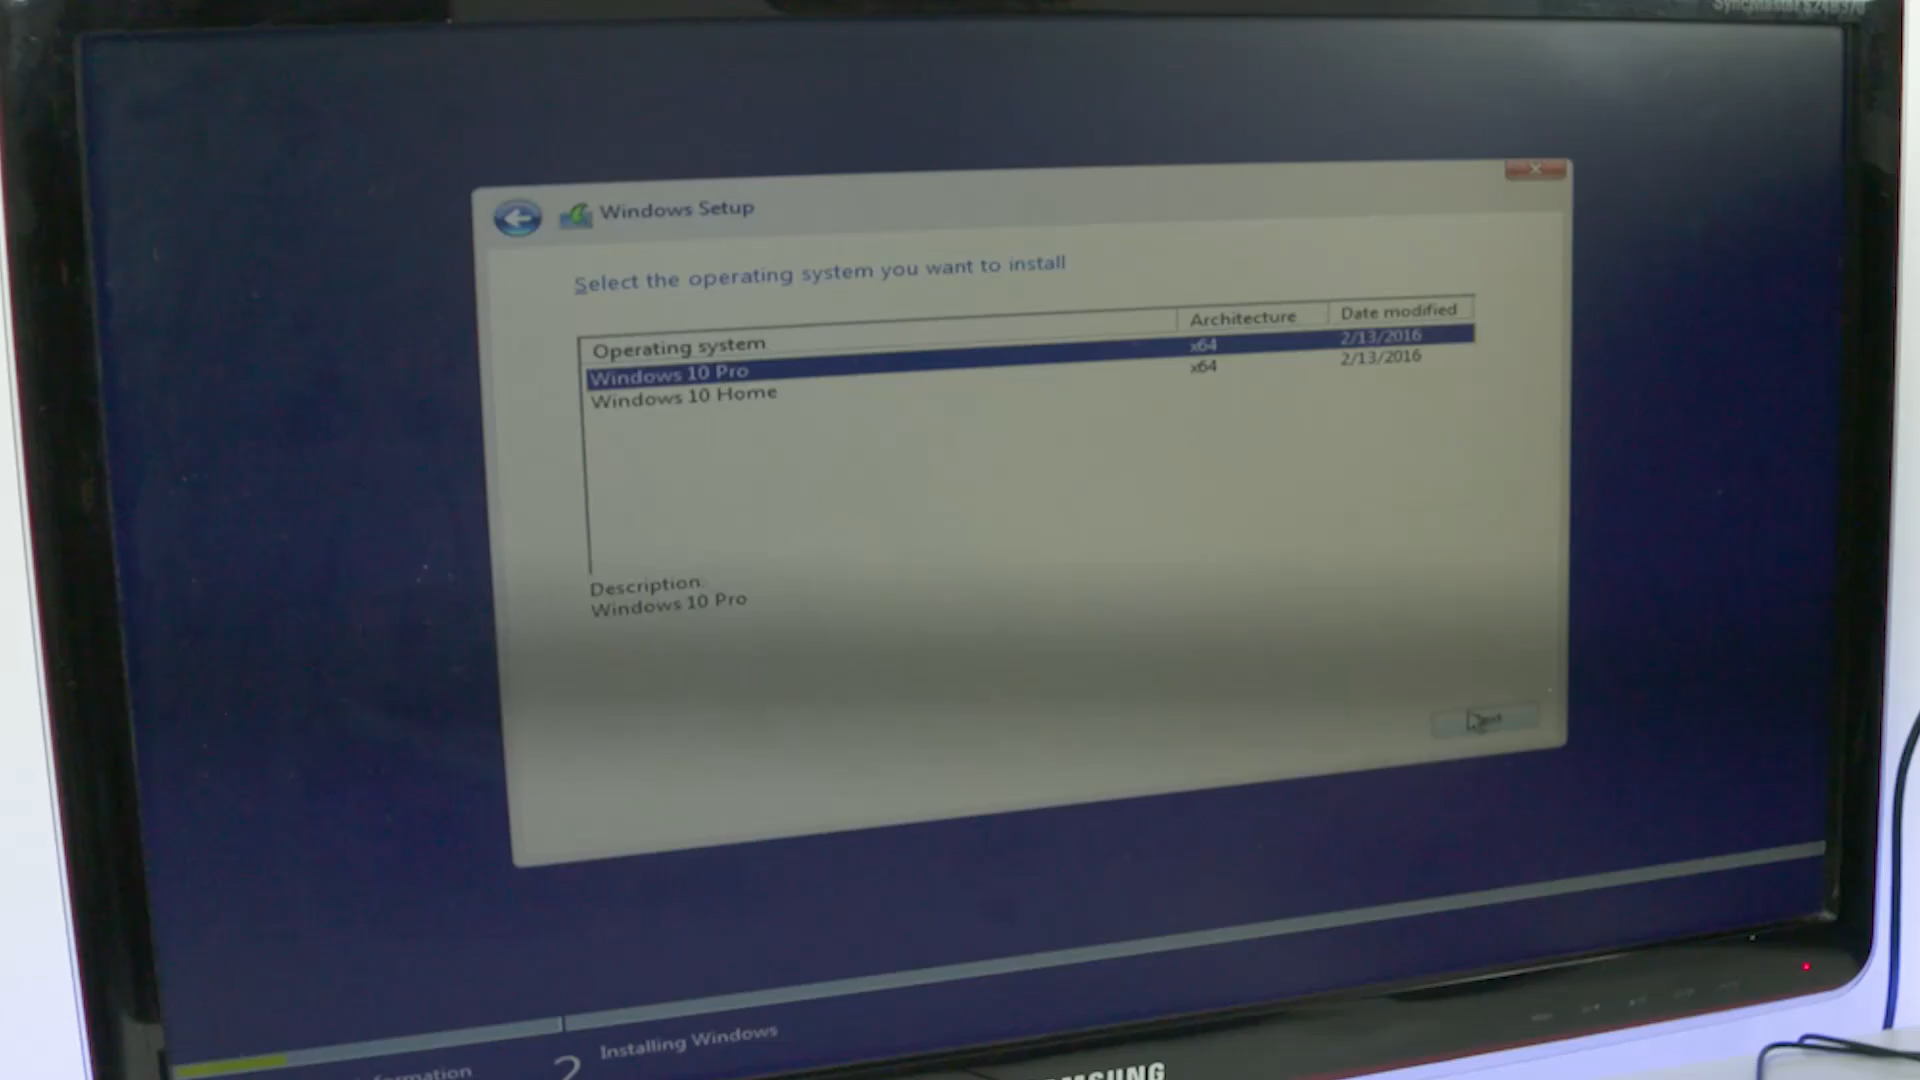 Windows Setup
Select the operating system you want to install
Operating system Architecture Date modified
Windows 10 Pro x64 2/13/2016
Windows 10 Home x64 2/13/2016
Description:
Windows 10 Pro
2 Installing Windows